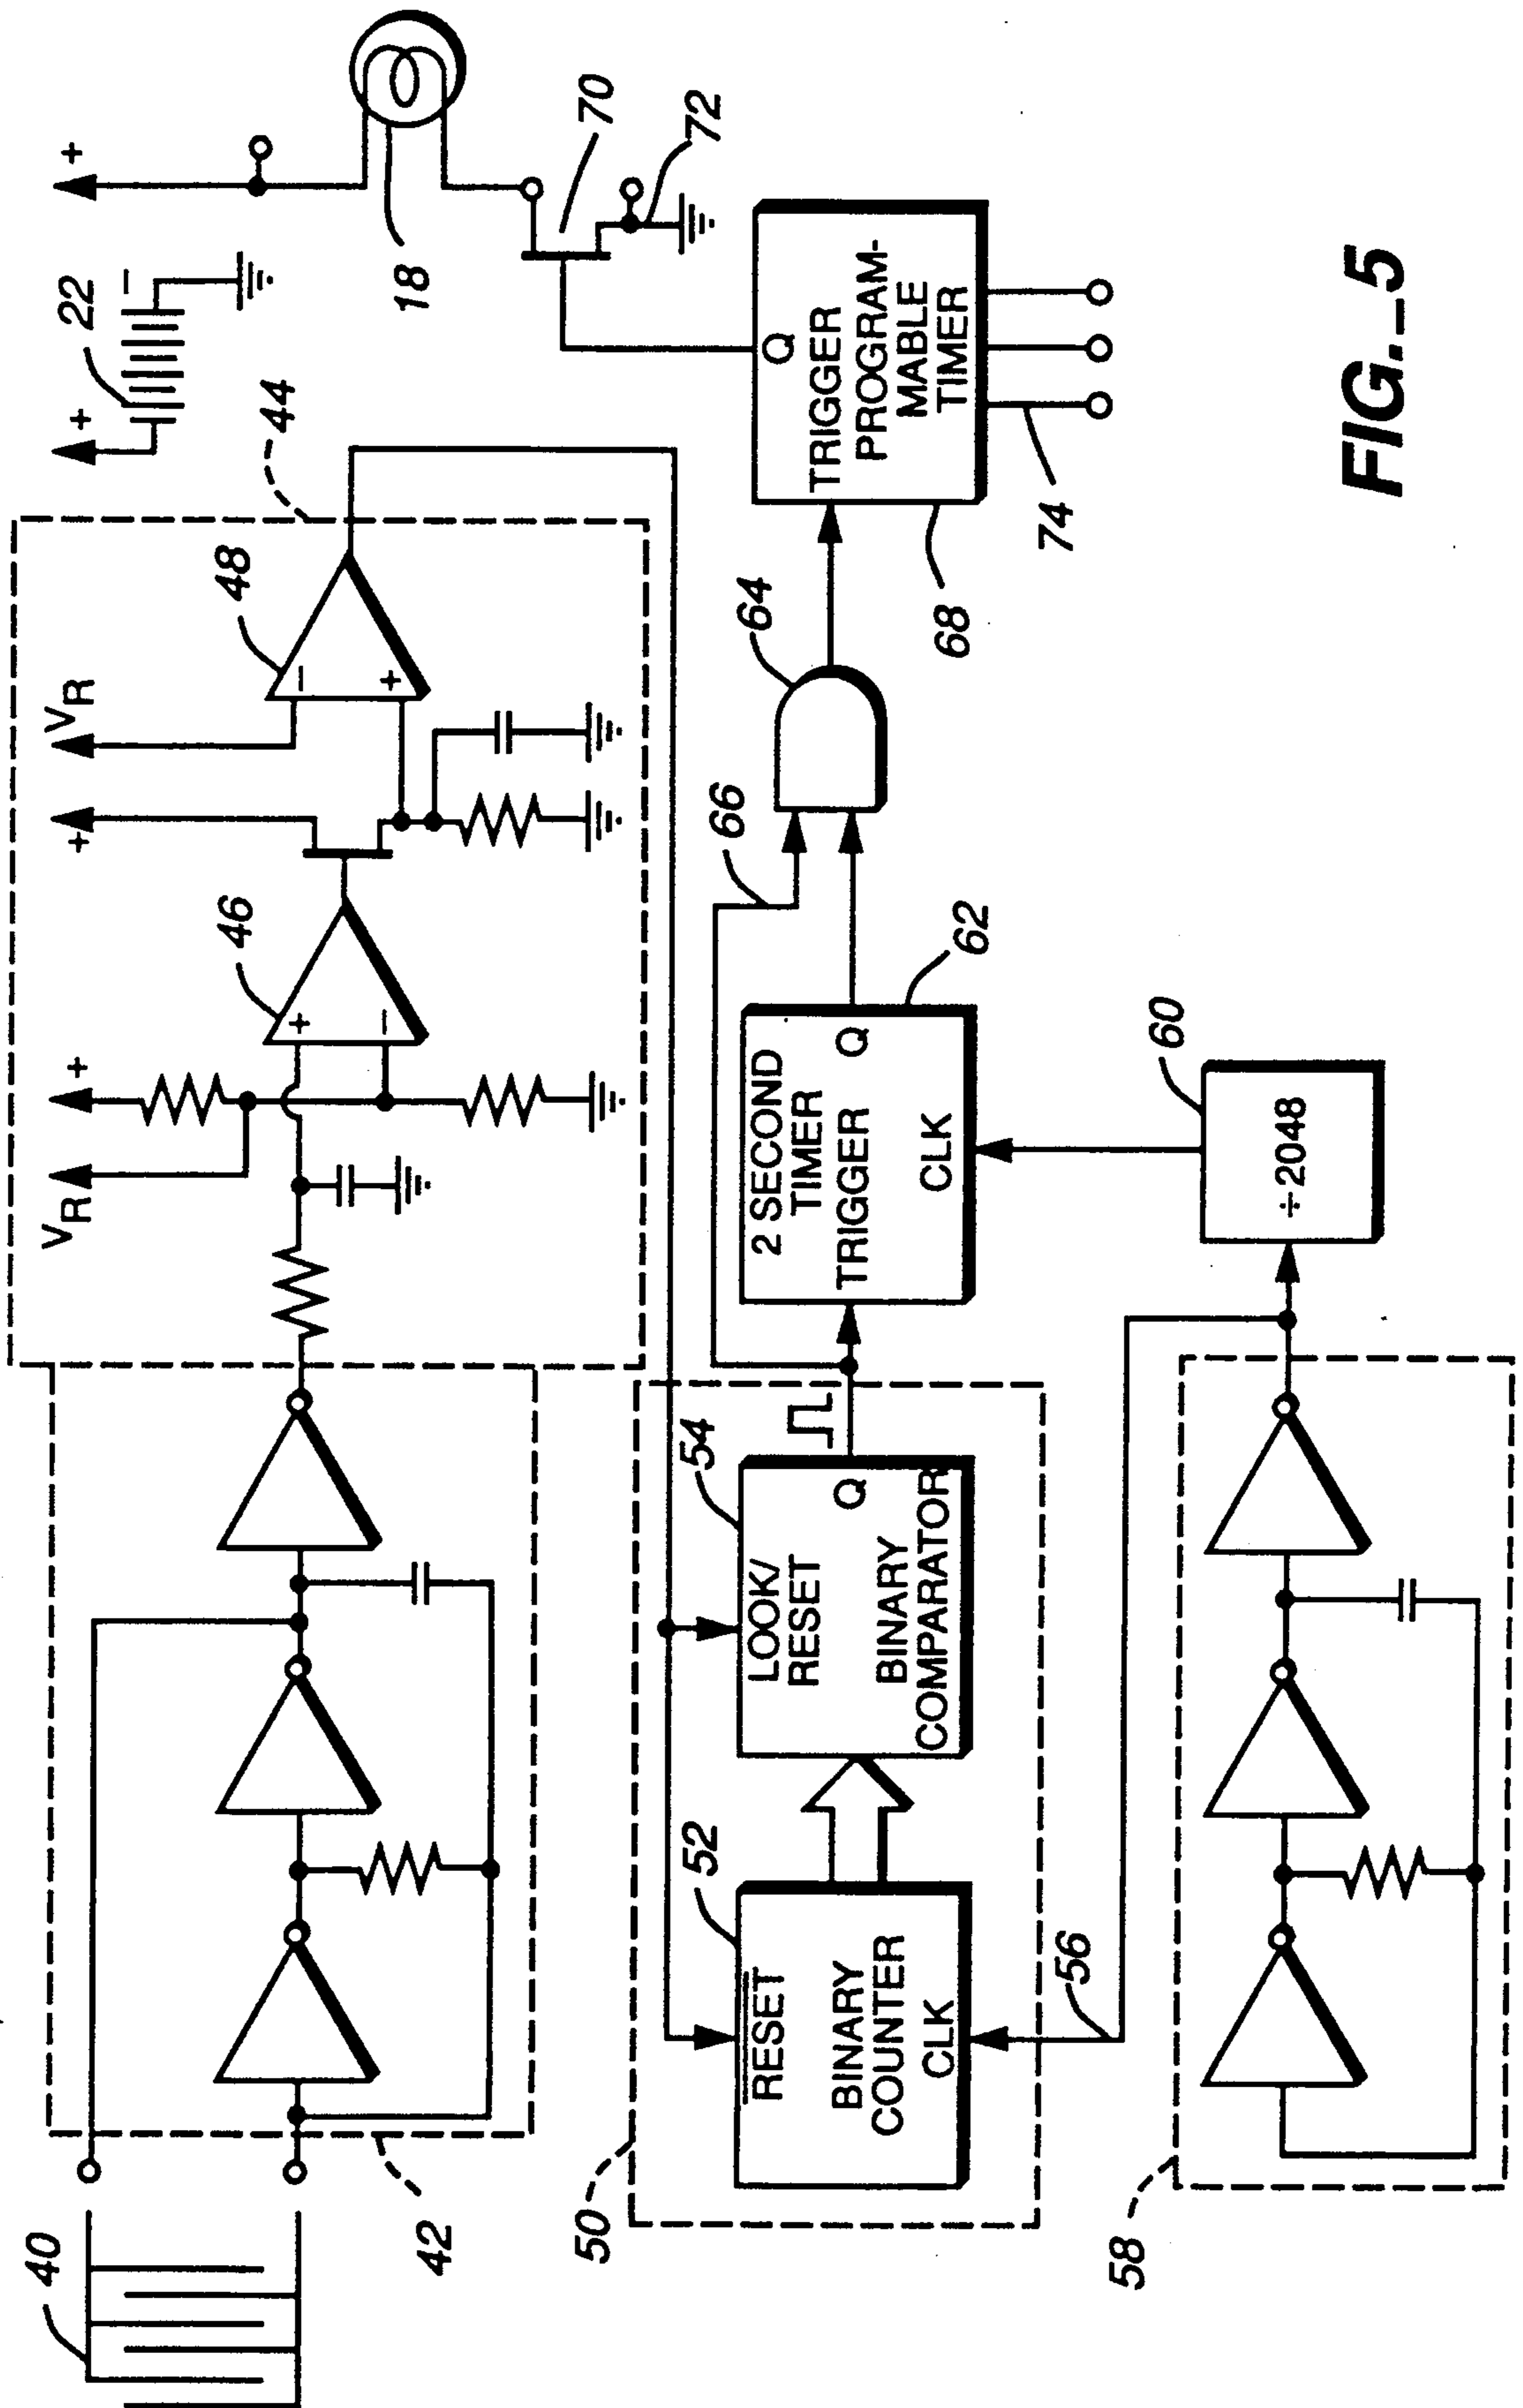 40
42
V_R
+
46
+
−
+
V_R
48
−
+
44
22
+
−
+
18
70
72
50
52
RESET
BINARY
COUNTER
CLK
54
LOOK/
RESET
Q
BINARY
COMPARATOR
56
66
2 SECOND
TIMER
TRIGGER Q
CLK
62
64
Q
TRIGGER
PROGRAM-
MABLE
TIMER
68
74
58
60
÷2048
FIG._5